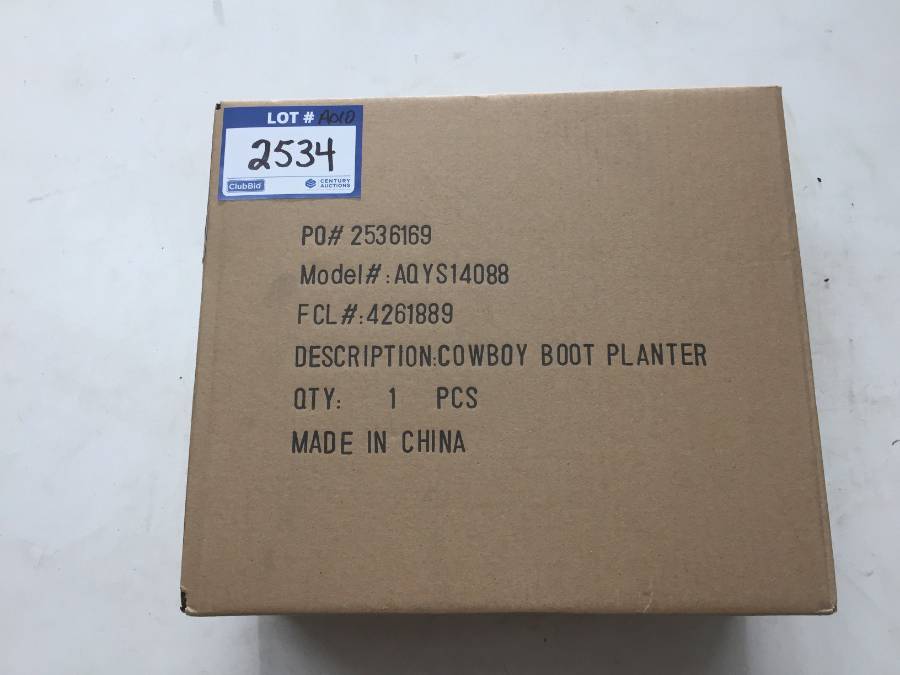 LOT # A010
2534
ClubBid
CENTURY
AUCTIONS
PO# 2536169
Model#:AQYS14088
FCL#:4261889
DESCRIPTION:COWBOY BOOT PLANTER
QTY: 1 PCS
MADE IN CHINA